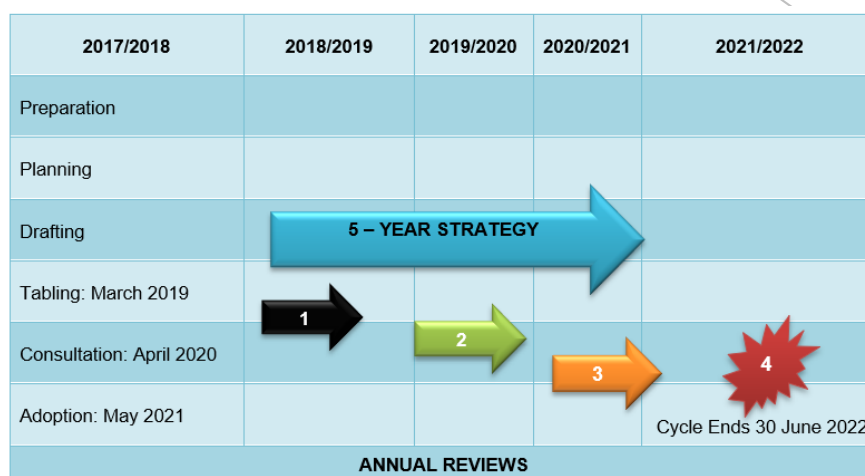 2017/2018 2018/2019 2019/2020 2020/2021 2021/2022
Preparation
Planning
Drafting
5 – YEAR STRATEGY
Tabling: March 2019
1
2
Consultation: April 2020
3
4
Adoption: May 2021
Cycle Ends 30 June 2022
ANNUAL REVIEWS